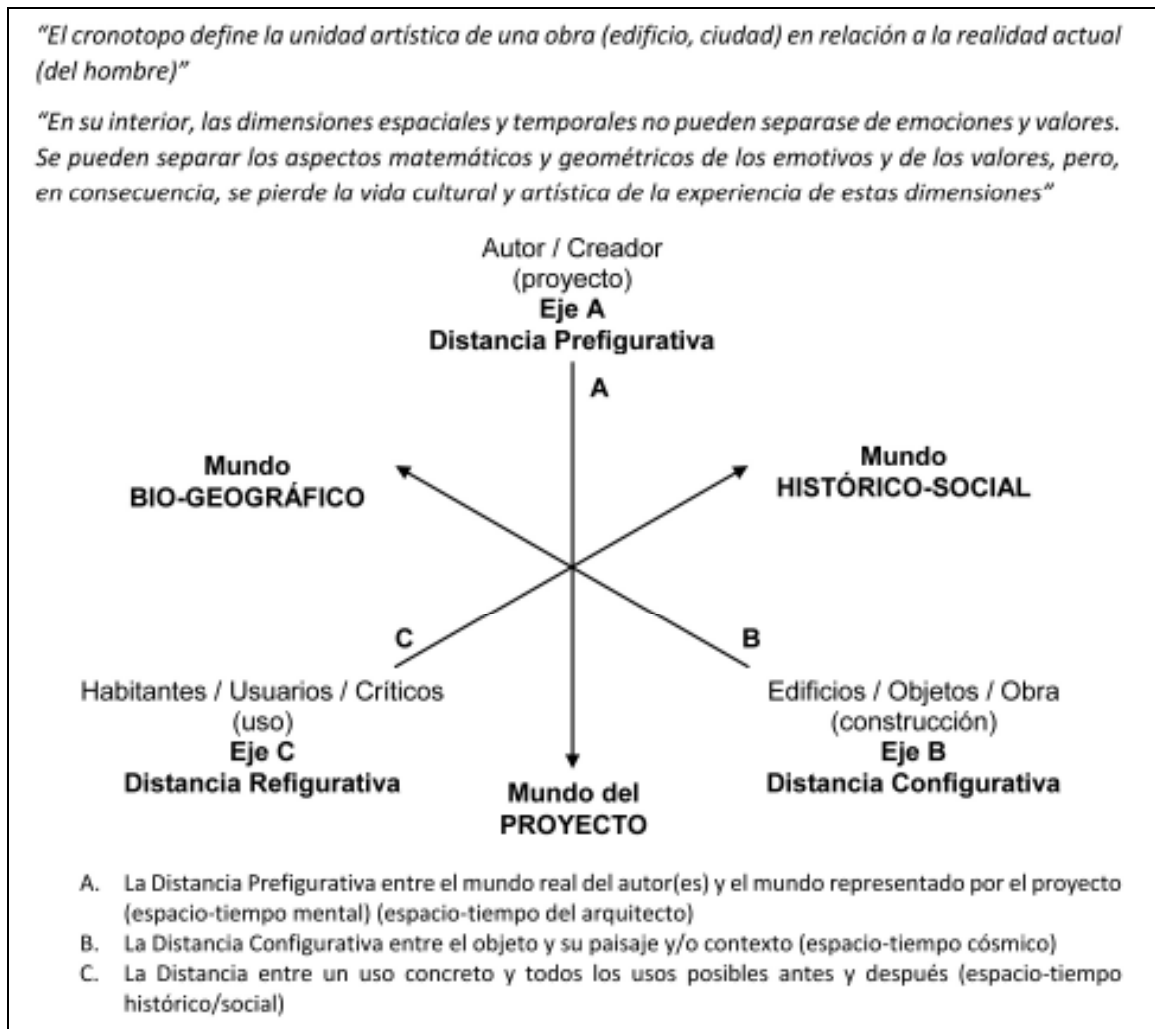 “El cronotopo define la unidad artística de una obra (edificio, ciudad) en relación a la realidad actual
(del hombre)”
“En su interior, las dimensiones espaciales y temporales no pueden separase de emociones y valores.
Se pueden separar los aspectos matemáticos y geométricos de los emotivos y de los valores, pero,
en consecuencia, se pierde la vida cultural y artística de la experiencia de estas dimensiones”
Autor / Creador
(proyecto)
Eje A
Distancia Prefigurativa
A
Mundo
BIO-GEOGRÁFICO
Mundo
HISTÓRICO-SOCIAL
C
B
Habitantes / Usuarios / Críticos
(uso)
Eje C
Distancia Refigurativa
Edificios / Objetos / Obra
(construcción)
Eje B
Distancia Configurativa
Mundo del
PROYECTO
A. La Distancia Prefigurativa entre el mundo real del autor(es) y el mundo representado por el proyecto
(espacio-tiempo mental) (espacio-tiempo del arquitecto)
B. La Distancia Configurativa entre el objeto y su paisaje y/o contexto (espacio-tiempo cósmico)
C. La Distancia entre un uso concreto y todos los usos posibles antes y después (espacio-tiempo
histórico/social)